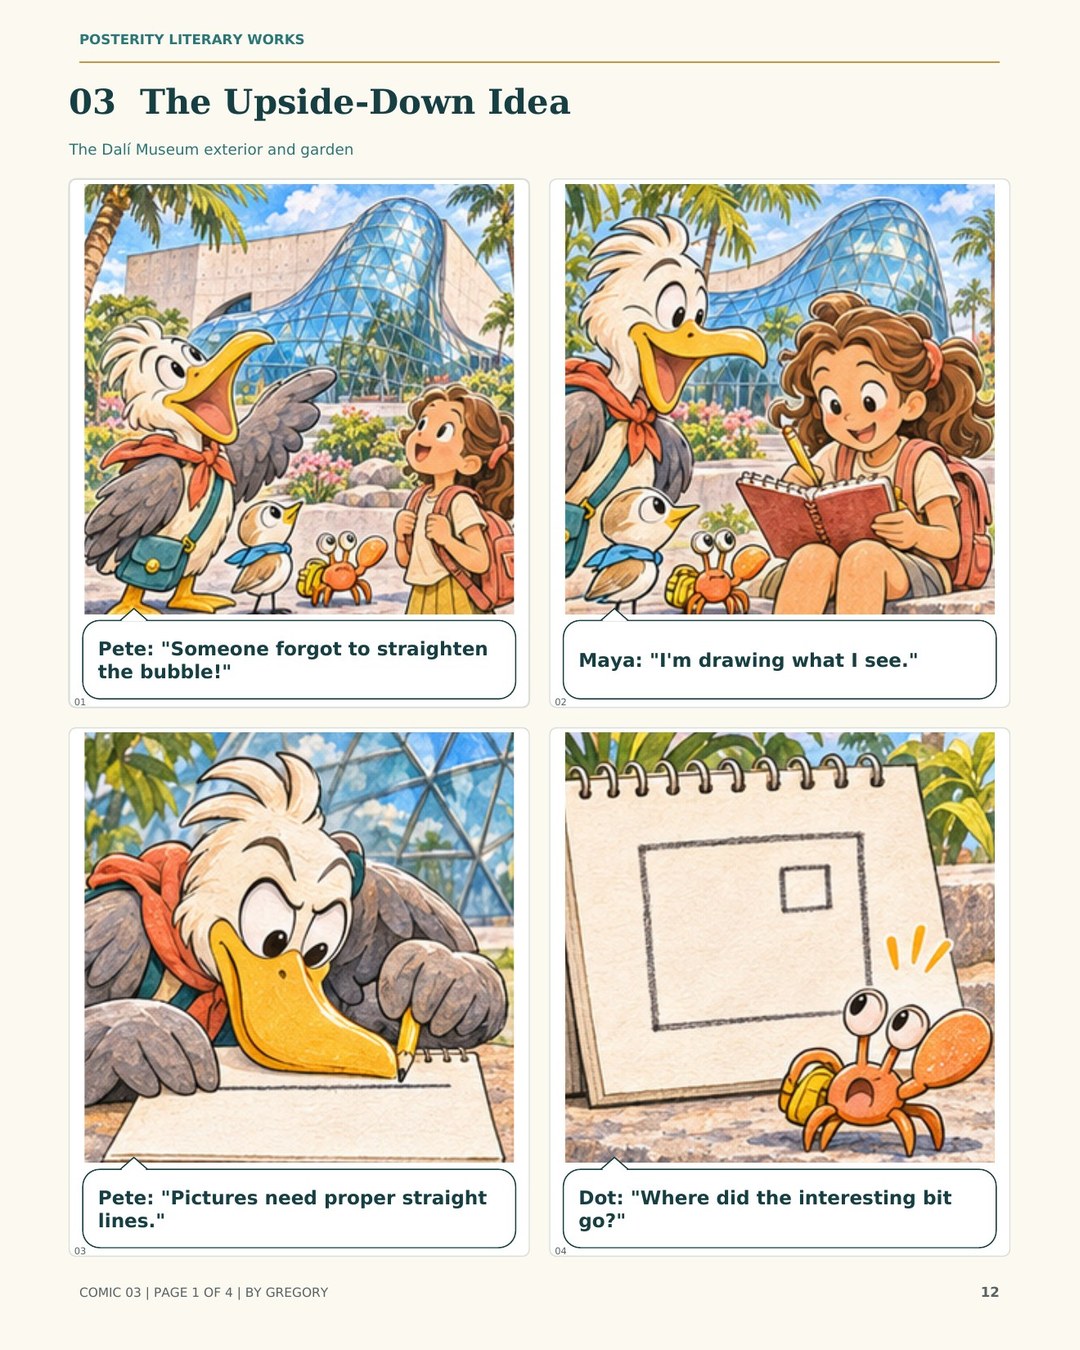 POSTERITY LITERARY WORKS
03 The Upside-Down Idea
The Dalí Museum exterior and garden
Pete: "Someone forgot to straighten
the bubble!"
01
Maya: "I'm drawing what I see."
02
Pete: "Pictures need proper straight
lines."
03
Dot: "Where did the interesting bit
go?"
04
COMIC 03 | PAGE 1 OF 4 | BY GREGORY
12